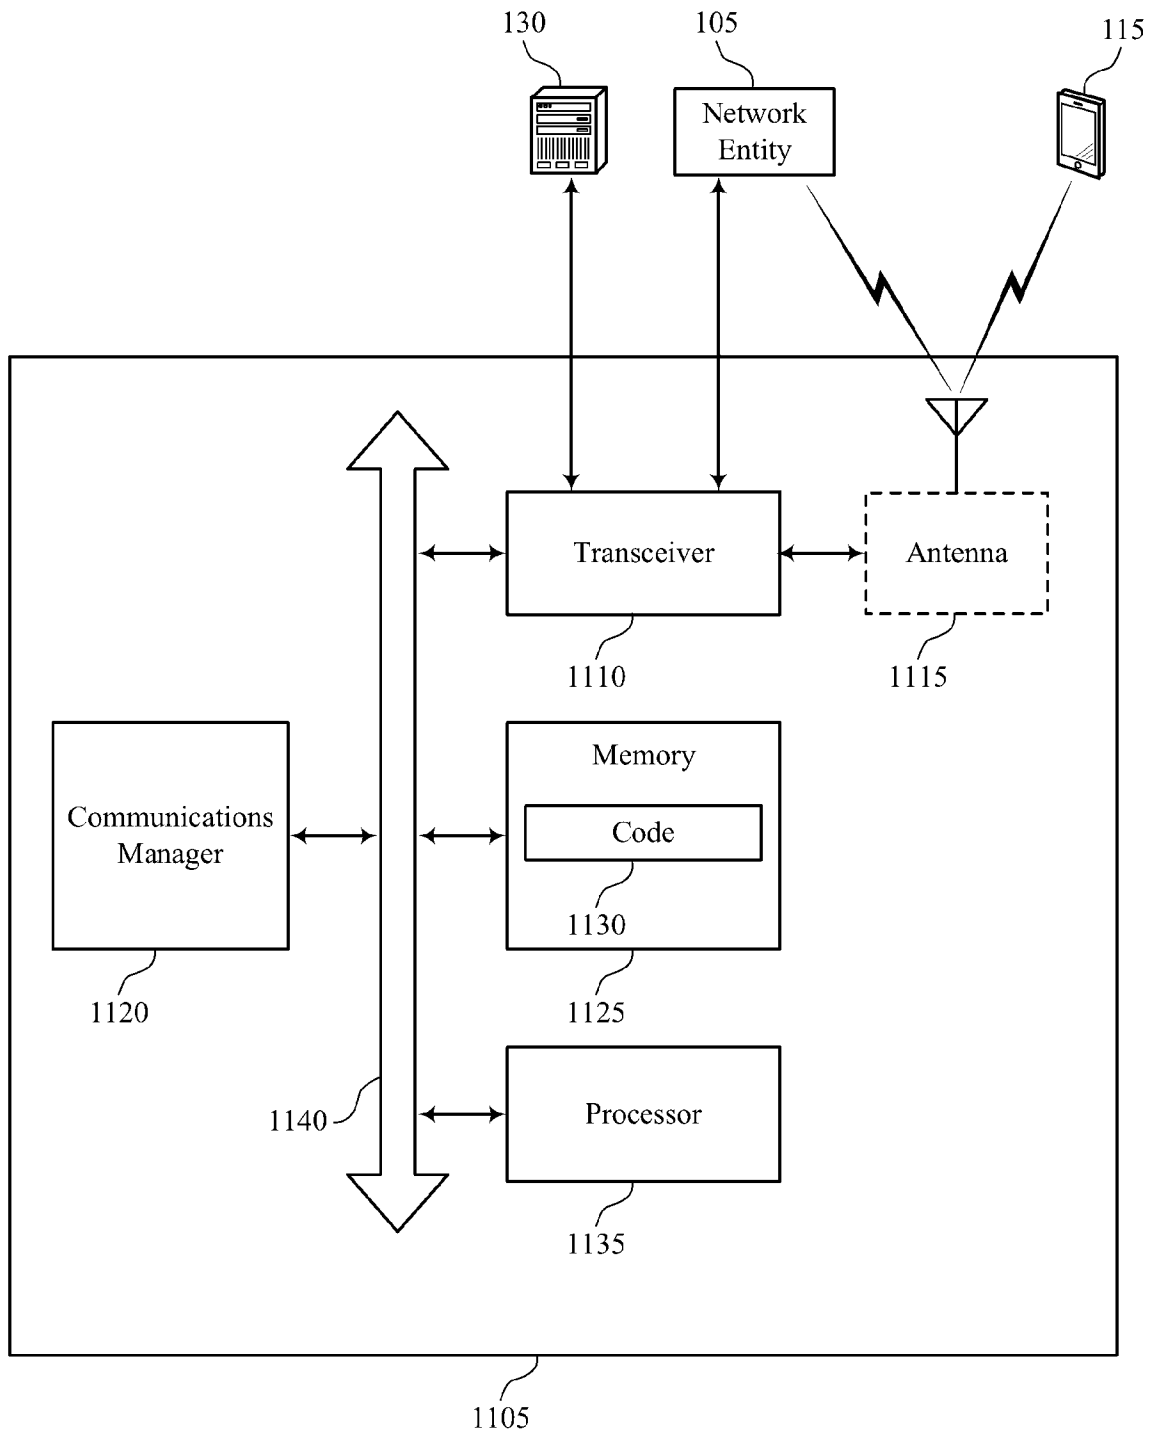 130
105
115
Network
Entity
Transceiver
Antenna
1110
1115
Memory
Communications
Manager
Code
1130
1120
1125
1140
Processor
1135
1105